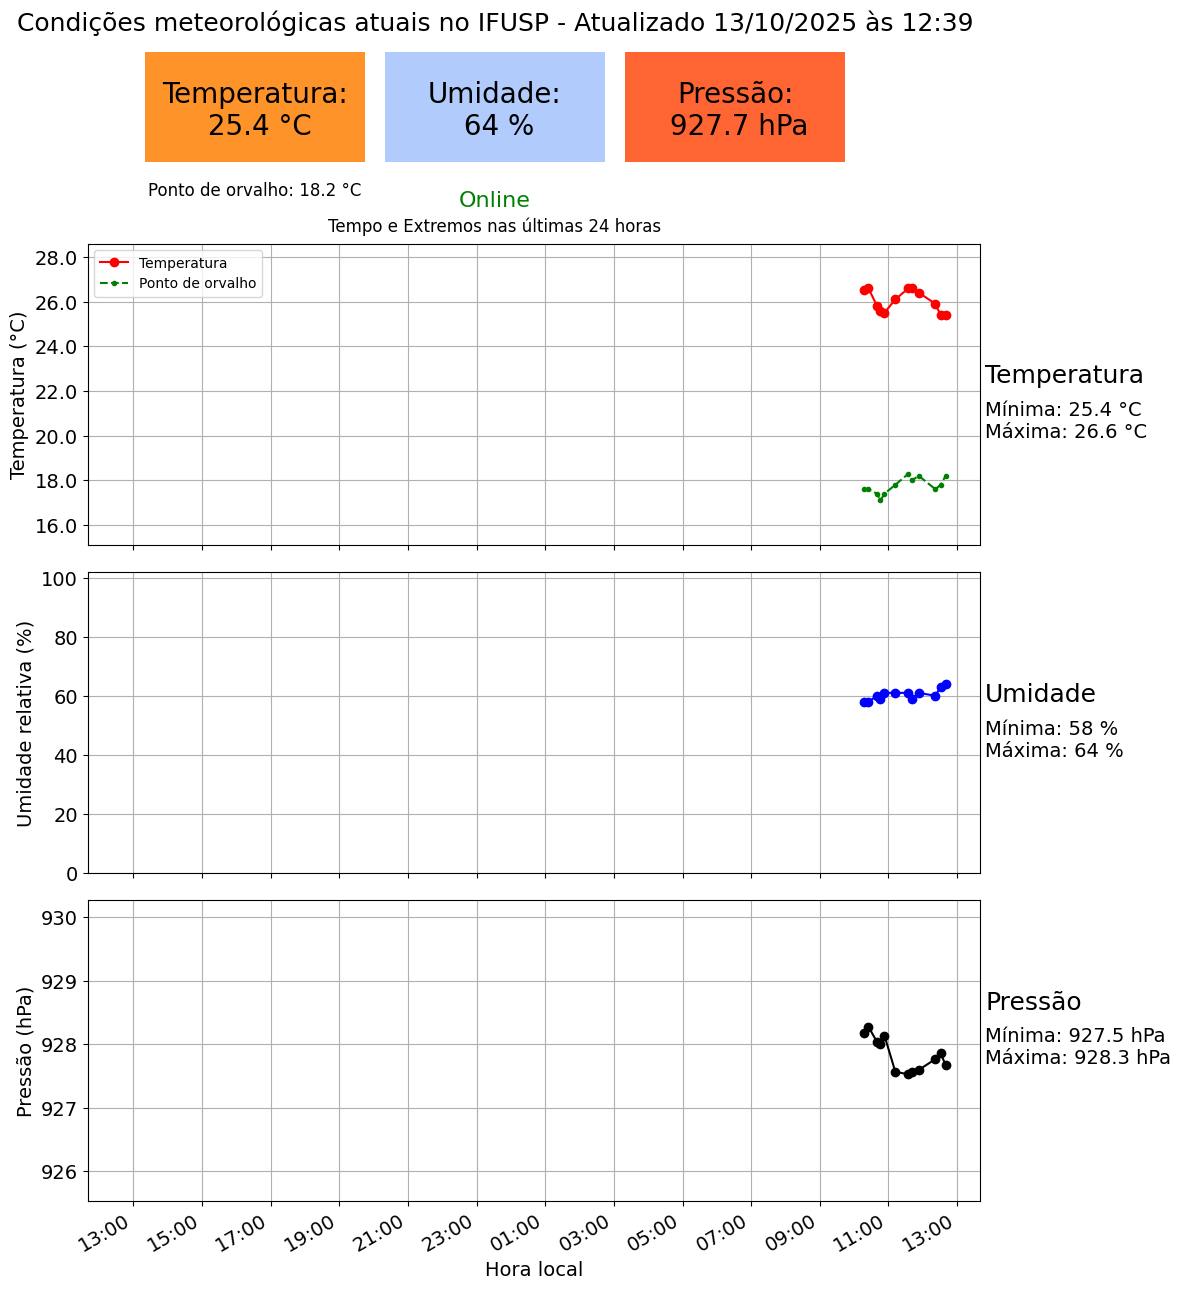 Condições meteorológicas atuais no IFUSP - Atualizado 13/10/2025 às 12:39
Temperatura:
25.4 °C
Umidade:
64 %
Pressão:
927.7 hPa
Ponto de orvalho: 18.2 °C
Online
Tempo e Extremos nas últimas 24 horas
Temperatura
Ponto de orvalho
Temperatura (°C)
28.0
26.0
24.0
22.0
20.0
18.0
16.0
Temperatura
Mínima: 25.4 °C
Máxima: 26.6 °C
Umidade relativa (%)
100
80
60
40
20
0
Umidade
Mínima: 58 %
Máxima: 64 %
Pressão (hPa)
930
929
928
927
926
Pressão
Mínima: 927.5 hPa
Máxima: 928.3 hPa
13:00
15:00
17:00
19:00
21:00
23:00
01:00
03:00
05:00
07:00
09:00
11:00
13:00
Hora local